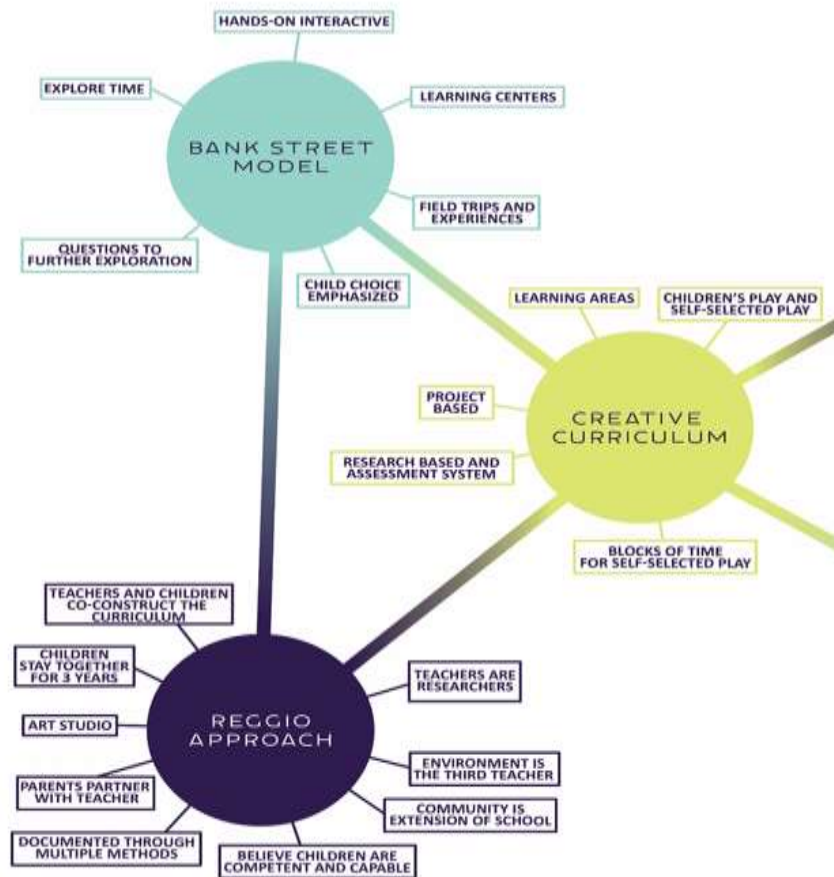 HANDS-ON INTERACTIVE
EXPLORE TIME
LEARNING CENTERS
BANK STREET
MODEL
FIELD TRIPS AND
EXPERIENCES
QUESTIONS TO
FURTHER EXPLORATION
CHILD CHOICE
EMPHASIZED
LEARNING AREAS
CHILDREN'S PLAY AND
SELF-SELECTED PLAY
PROJECT
BASED
CREATIVE
CURRICULUM
RESEARCH BASED AND
ASSESSMENT SYSTEM
BLOCKS OF TIME
FOR SELF-SELECTED PLAY
TEACHERS AND CHILDREN
CO-CONSTRUCT THE
CURRICULUM
CHILDREN
STAY TOGETHER
FOR 3 YEARS
TEACHERS ARE
RESEARCHERS
ART STUDIO
REGGIO
APPROACH
ENVIRONMENT IS
THE THIRD TEACHER
PARENTS PARTNER
WITH TEACHER
COMMUNITY IS
EXTENSION OF SCHOOL
DOCUMENTED THROUGH
MULTIPLE METHODS
BELIEVE CHILDREN ARE
COMPETENT AND CAPABLE